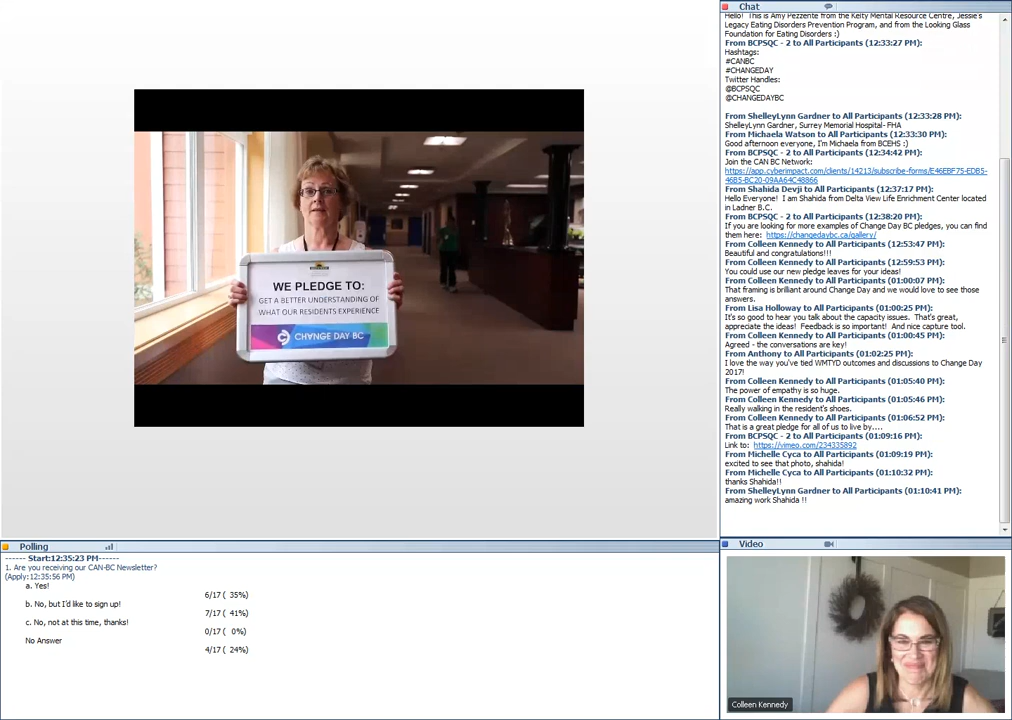 WE PLEDGE TO:
GET A BETTER UNDERSTANDING OF
WHAT OUR RESIDENTS EXPERIENCE
CHANGE DAY BC
Chat
Hello!  This is Amy Pezzente from the Kelty Mental Resource Centre, Jessie's
Legacy Eating Disorders Prevention Program, and from the Looking Glass
Foundation for Eating Disorders :)
From BCPSQC - 2 to All Participants (12:33:27 PM):
Hashtags:
#CANBC
#CHANGEDAY
Twitter Handles:
@BCPSQC
@CHANGEDAYBC
From ShelleyLynn Gardner to All Participants (12:33:28 PM):
ShelleyLynn Gardner, Surrey Memorial Hospital- FHA
From Michaela Watson to All Participants (12:33:30 PM):
Good afternoon everyone, I'm Michaela from BCEHS :)
From BCPSQC - 2 to All Participants (12:34:42 PM):
Join the CAN BC Network:
https://app.cyberimpact.com/clients/14213/subscribe-forms/E46EBF75-EDB5-
46B5-BC20-09AA64C48866
From Shahida Devji to All Participants (12:37:17 PM):
Hello Everyone!  I am Shahida from Delta View Life Enrichment Center located
in Ladner B.C.
From BCPSQC - 2 to All Participants (12:38:20 PM):
If you are looking for more examples of Change Day BC pledges, you can find
them here:  https://changedaybc.ca/gallery/
From Colleen Kennedy to All Participants (12:53:47 PM):
Beautiful and congratulations!!!
From Colleen Kennedy to All Participants (12:59:53 PM):
You could use our new pledge leaves for your ideas!
From Colleen Kennedy to All Participants (01:00:07 PM):
That framing is brilliant around Change Day and we would love to see those
answers.
From Lisa Holloway to All Participants (01:00:25 PM):
It's so good to hear you talk about the capacity issues.  That's great,
appreciate the ideas!  Feedback is so important!  And nice capture tool.
From Colleen Kennedy to All Participants (01:00:45 PM):
Agreed - the conversations are key!
From Anthony to All Participants (01:02:25 PM):
I love the way you've tied WMTYD outcomes and discussions to Change Day
2017!
From Colleen Kennedy to All Participants (01:05:40 PM):
The power of empathy is so huge.
From Colleen Kennedy to All Participants (01:05:46 PM):
Really walking in the resident's shoes.
From Colleen Kennedy to All Participants (01:06:52 PM):
That is a great pledge for all of us to live by....
From BCPSQC - 2 to All Participants (01:09:16 PM):
Link to:  https://vimeo.com/234335892
From Michelle Cyca to All Participants (01:09:19 PM):
excited to see that photo, shahida!
From Michelle Cyca to All Participants (01:10:32 PM):
thanks Shahida!!
From ShelleyLynn Gardner to All Participants (01:10:41 PM):
amazing work Shahida !!
Polling
------ Start:12:35:23 PM------
1. Are you receiving our CAN-BC Newsletter?
(Apply:12:35:56 PM)
a. Yes!
6/17 ( 35%)
b. No, but I'd like to sign up!
7/17 ( 41%)
c. No, not at this time, thanks!
0/17 ( 0%)
No Answer
4/17 ( 24%)
Video
Colleen Kennedy